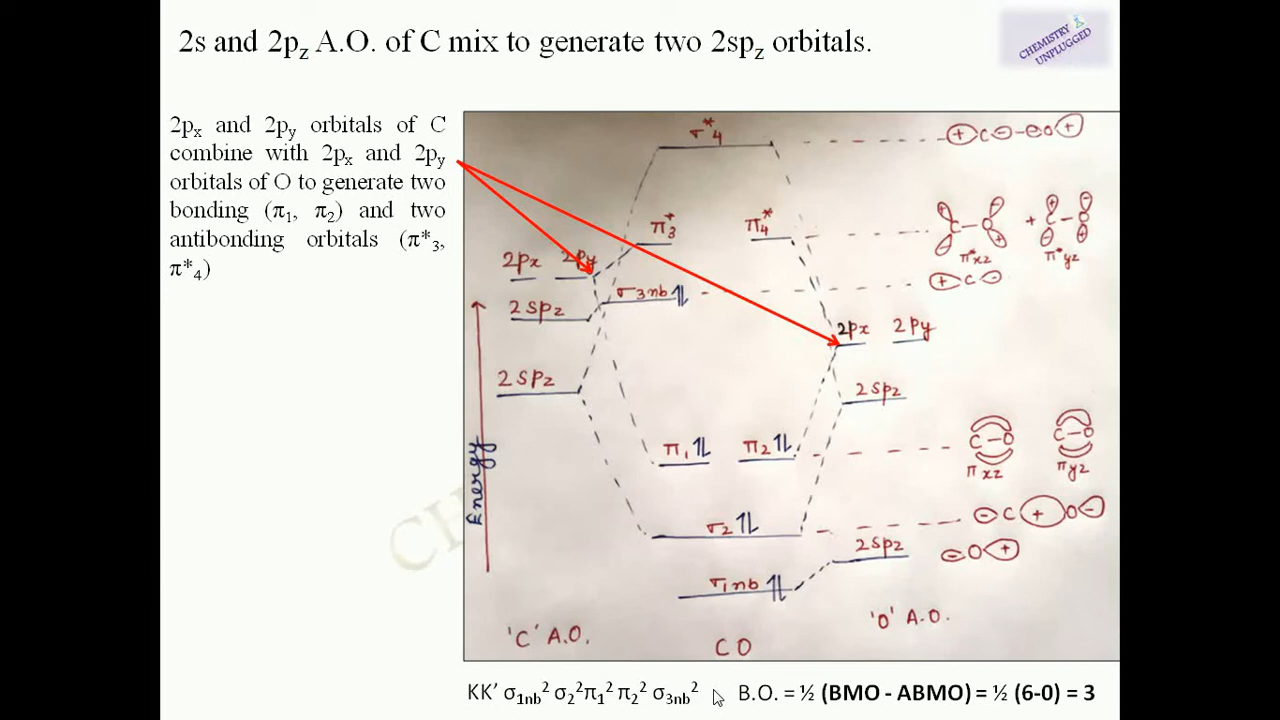 2s and 2pz A.O. of C mix to generate two 2spz orbitals.
CHEMISTRY
UNPLUGGED
2px and 2py orbitals of C
combine with 2px and 2py
orbitals of O to generate two
bonding (π1, π2) and two
antibonding orbitals (π*3,
π*4)
σ*4
+ C - - O +
π*3 π*4
π*xz + π*yz
2px 2py
+ C -
2spz σ3nb ⥮
2px 2py
2spz
2spz
π1 ⥮ π2 ⥮
C - O C - O
πxz πyz
σ2 ⥮
- C + O -
2spz - O +
σ1nb ⥮
Energy
'C' A.O. CO 'O' A.O.
KK’ σ1nb² σ2² π1² π2² σ3nb² B.O. = ½ (BMO - ABMO) = ½ (6-0) = 3